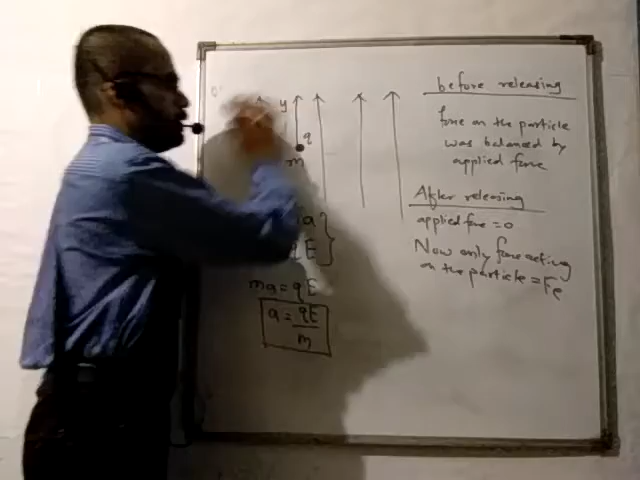 y
q
m
a
qE
ma = qE
a = qE
m
before releasing
force on the particle
was balanced by
applied force
After releasing
applied force = 0
Now only force acting
on the particle = Fe